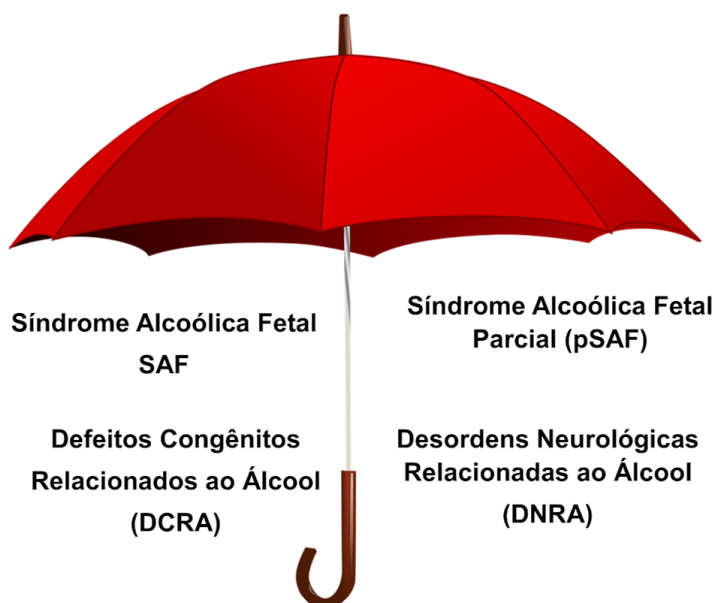 Síndrome Alcoólica Fetal
SAF
Síndrome Alcoólica Fetal
Parcial (pSAF)
Defeitos Congênitos
Relacionados ao Álcool
(DCRA)
Desordens Neurológicas
Relacionadas ao Álcool
(DNRA)